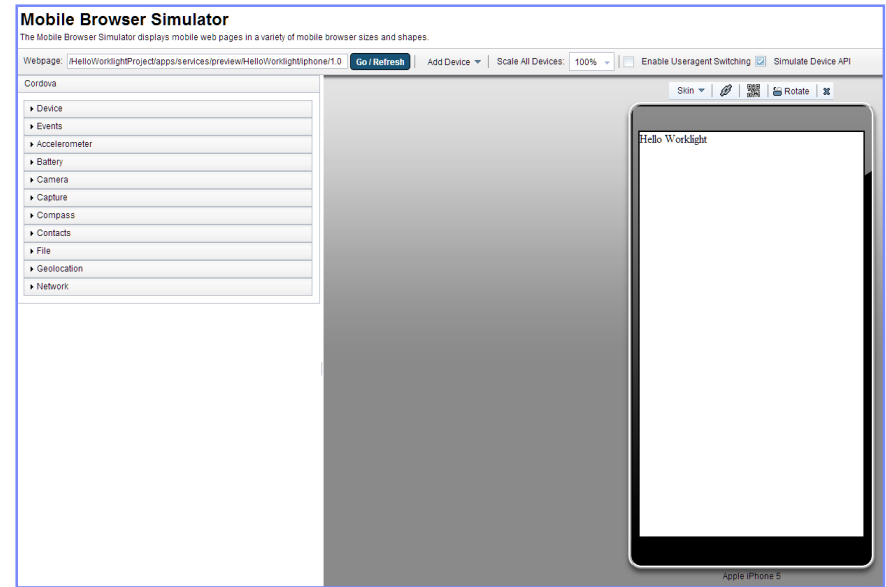 Mobile Browser Simulator
The Mobile Browser Simulator displays mobile web pages in a variety of mobile browser sizes and shapes.
Webpage: /HelloWorklightProject/apps/services/preview/HelloWorklight/iphone/1.0 Go / Refresh Add Device Scale All Devices: 100% Enable Useragent Switching Simulate Device API
Cordova
Skin Rotate
Device
Events
Accelerometer
Battery
Camera
Capture
Compass
Contacts
File
Geolocation
Network
Hello Worklight
Apple iPhone 5